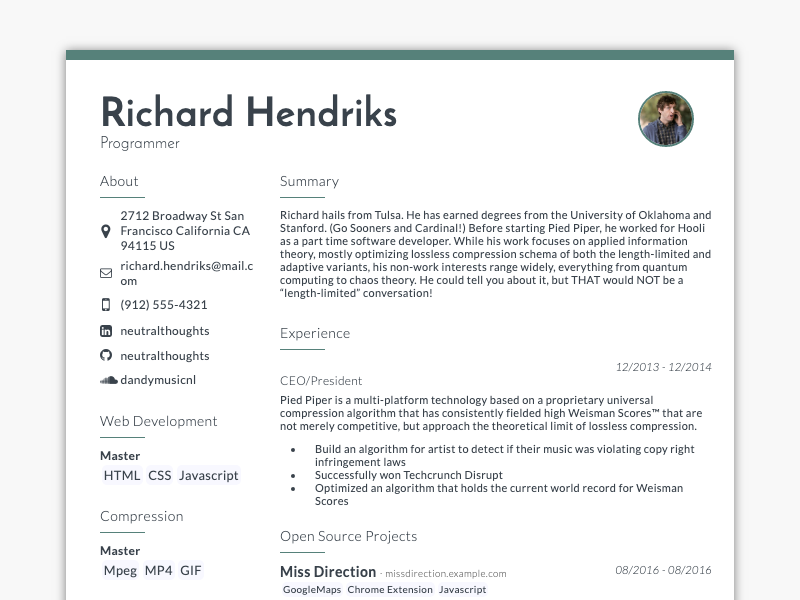 Richard Hendriks
Programmer
About
2712 Broadway St San
Francisco California CA
94115 US
richard.hendriks@mail.c
om
(912) 555-4321
neutralthoughts
neutralthoughts
dandymusicnl
Web Development
Master
HTML CSS Javascript
Compression
Master
Mpeg MP4 GIF
Summary
Richard hails from Tulsa. He has earned degrees from the University of Oklahoma and
Stanford. (Go Sooners and Cardinal!) Before starting Pied Piper, he worked for Hooli
as a part time software developer. While his work focuses on applied information
theory, mostly optimizing lossless compression schema of both the length-limited and
adaptive variants, his non-work interests range widely, everything from quantum
computing to chaos theory. He could tell you about it, but THAT would NOT be a
“length-limited” conversation!
Experience
12/2013 - 12/2014
CEO/President
Pied Piper is a multi-platform technology based on a proprietary universal
compression algorithm that has consistently fielded high Weisman Scores™ that are
not merely competitive, but approach the theoretical limit of lossless compression.
• Build an algorithm for artist to detect if their music was violating copy right
infringement laws
• Successfully won Techcrunch Disrupt
• Optimized an algorithm that holds the current world record for Weisman
Scores
Open Source Projects
Miss Direction - missdirection.example.com 08/2016 - 08/2016
GoogleMaps Chrome Extension Javascript